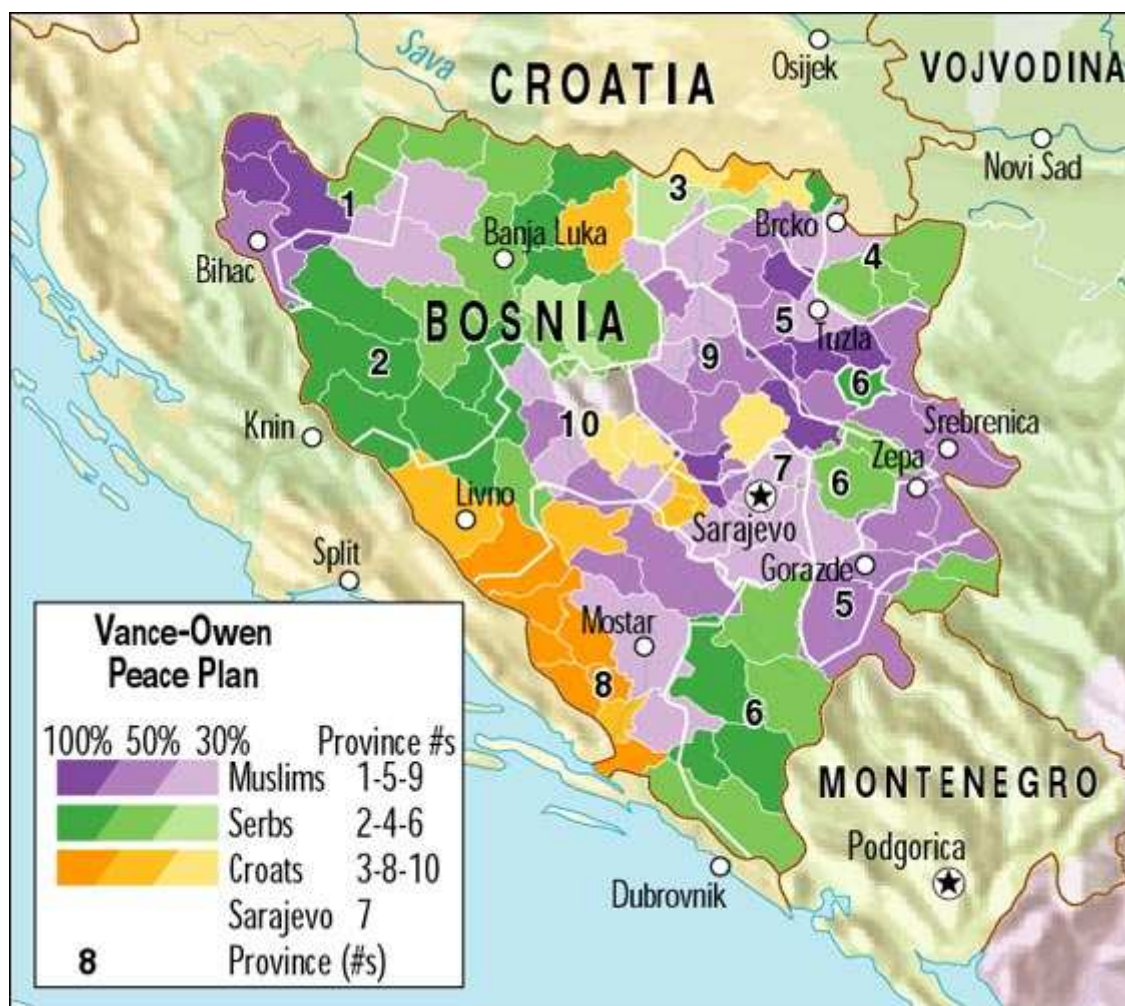 Sava
CROATIA
Osijek
VOJVODINA
Novi Sad
1
3
Brcko
Banja Luka
4
Bihac
BOSNIA
5
Tuzla
2
9
6
Knin
10
Srebrenica
Zepa
7
6
Livno
Sarajevo
Split
Gorazde
5
Mostar
8
6
MONTENEGRO
Podgorica
Dubrovnik
Vance-Owen
Peace Plan
100% 50% 30% Province #s
Muslims 1-5-9
Serbs 2-4-6
Croats 3-8-10
Sarajevo 7
8 Province (#s)